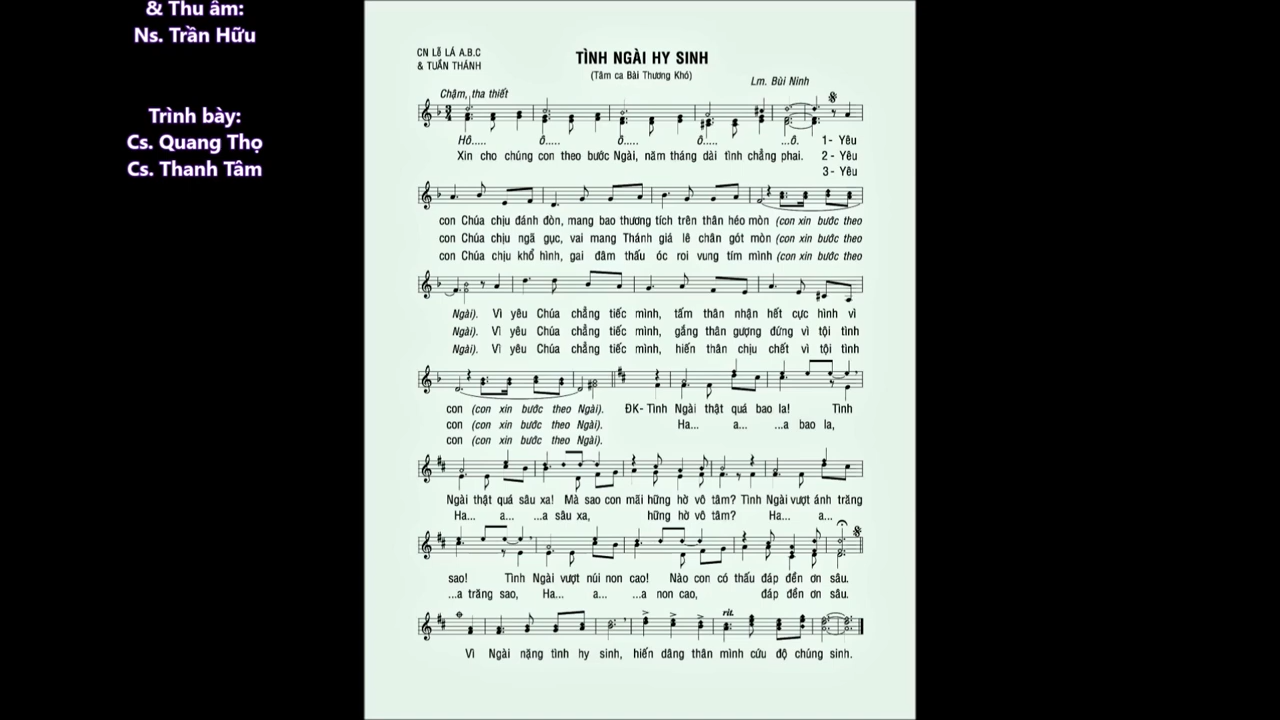 & Thu âm:
Ns. Trần Hữu
Trình bày:
Cs. Quang Thọ
Cs. Thanh Tâm
CN Lễ LÁ A.B.C
& TUẦN THÁNH
TÌNH NGÀI HY SINH
(Tâm ca Bài Thương Khó)
Lm. Bùi Ninh
Chậm, tha thiết
Hô..... ô..... ô..... ô..... ...ô. 1- Yêu
Xin cho chúng con theo bước Ngài, năm tháng dài tình chẳng phai. 2 - Yêu
3 - Yêu
con Chúa chịu đánh đòn, mang bao thương tích trên thân héo mòn (con xin bước theo
con Chúa chịu ngã gục, vai mang Thánh giá lê chân gót mòn (con xin bước theo
con Chúa chịu khổ hình, gai đâm thấu óc roi vung tím mình (con xin bước theo
Ngài). Vì yêu Chúa chẳng tiếc mình, tấm thân nhận hết cực hình vì
Ngài). Vì yêu Chúa chẳng tiếc mình, gắng thân gượng đứng vì tội tình
Ngài). Vì yêu Chúa chẳng tiếc mình, hiến thân chịu chết vì tội tình
con (con xin bước theo Ngài). ĐK- Tình Ngài thật quá bao la! Tình
con (con xin bước theo Ngài). Ha... a... ...a bao la,
con (con xin bước theo Ngài).
Ngài thật quá sâu xa! Mà sao con mãi hững hờ vô tâm? Tình Ngài vượt ánh trăng
Ha... a... ...a sâu xa, hững hờ vô tâm? Ha... a...
sao! Tình Ngài vượt núi non cao! Nào con có thấu đáp đền ơn sâu.
...a trăng sao, Ha... a... ...a non cao, đáp đền ơn sâu.
rit.
Vì Ngài nặng tình hy sinh, hiến dâng thân mình cứu độ chúng sinh.